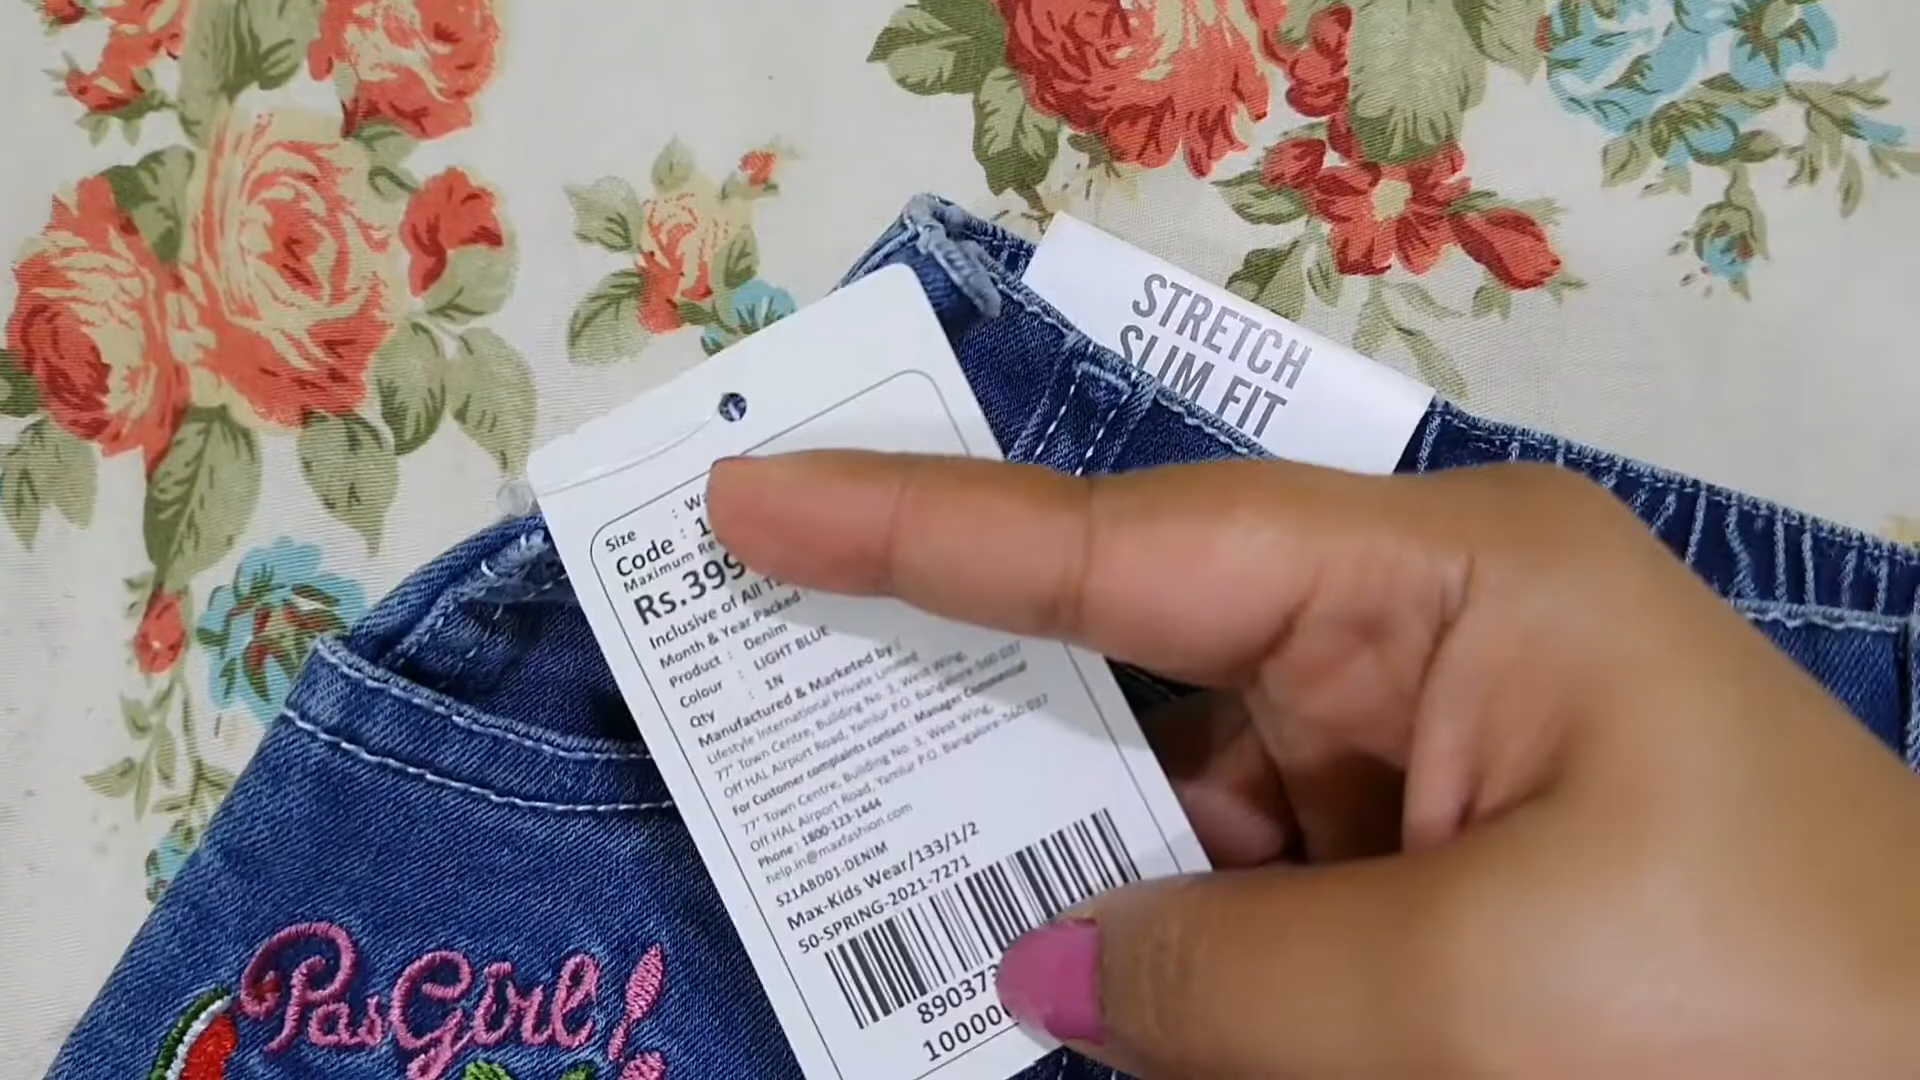 STRETCH
SLIM FIT
Size :
Code :
Maximum
Rs.399
Inclusive of All
Month & Year Packed :
Product : Denim
Colour : LIGHT BLUE
Qty : 1N
Manufactured & Marketed by :
Lifestyle International Private Limited
77° Town Centre, Building No. 3, West Wing,
Off HAL Airport Road, Yamlur P.O. Bangalore-560 037
For Customer complaints contact : Manager Commercial
77° Town Centre, Building No. 3, West Wing,
Off HAL Airport Road, Yamlur P.O. Bangalore-560 037
Phone : 1800-123-1444
help.in@maxfashion.com
S21ABD01-DENIM
Max-Kids Wear/133/1/2
50-SPRING-2021-7271
PasGirl!